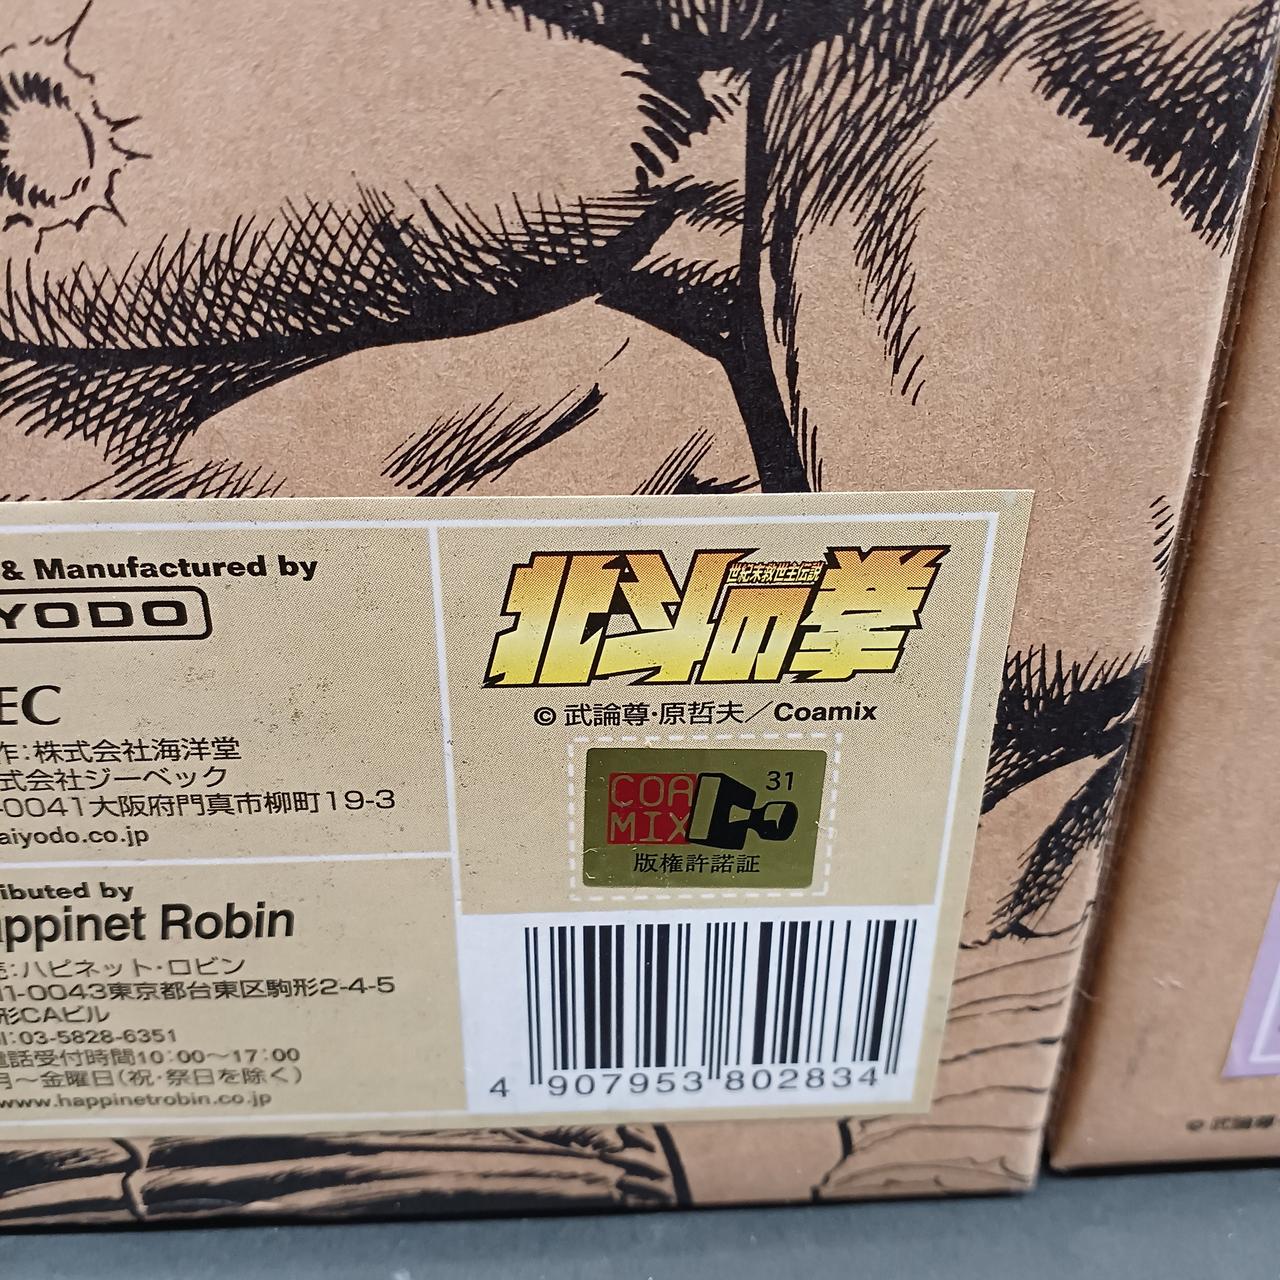 & Manufactured by
YODO
EC
作:株式会社海洋堂
式会社ジーベック
-0041大阪府門真市柳町19-3
aiyodo.co.jp
ibuted by
appinet Robin
売:ハピネット・ロビン
11-0043東京都台東区駒形2-4-5
形CAビル
:03-5828-6351
電話受付時間10:00〜17:00
月〜金曜日(祝・祭日を除く)
www.happinetrobin.co.jp
世紀末救世主伝説
北斗の拳
© 武論尊・原哲夫/Coamix
COA
MIX
31
版権許諾証
4 907953 802834
© 武論尊